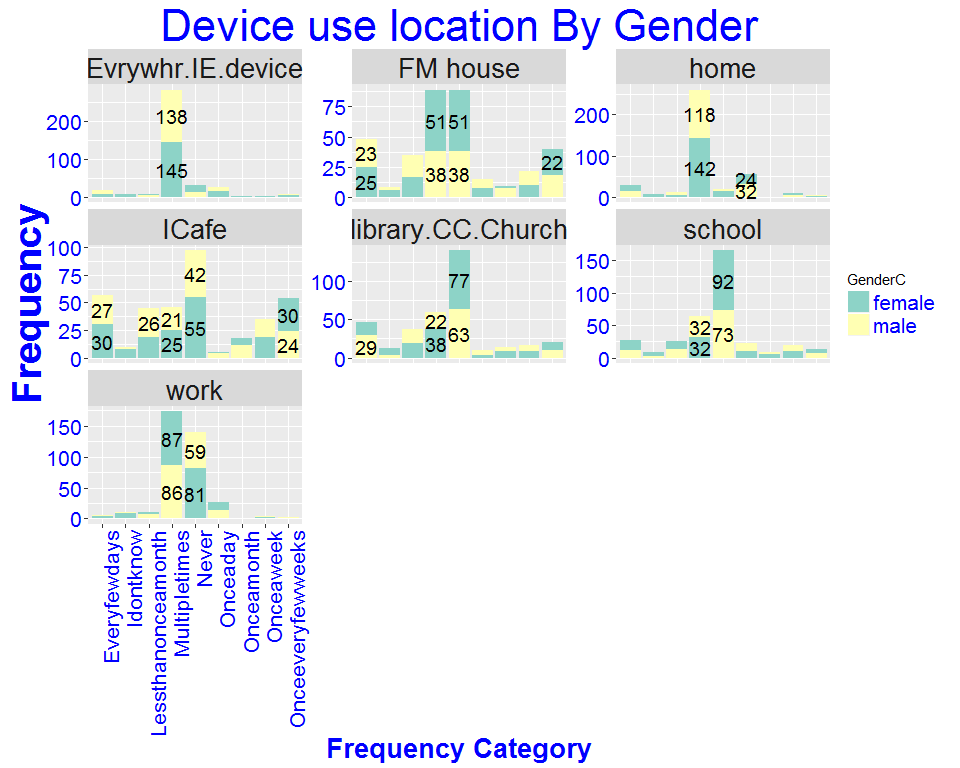 Device use location By Gender
Evrywhr.IE.device
FM house
home
200
100
0
138
145
75
50
25
0
23
25
51
51
38
38
22
200
100
0
118
142
24
32
Frequency
ICafe
library.CC.Church
school
100
75
50
25
0
27
30
26
21
25
42
55
30
24
100
50
0
29
22
38
77
63
150
100
50
0
32
32
92
73
GenderC
female
male
work
150
100
50
0
87
86
59
81
Everyfewdays
Idontknow
Lessthanonceamonth
Multipletimes
Never
Onceaday
Onceamonth
Onceaweek
Onceeveryfewweeks
Frequency Category